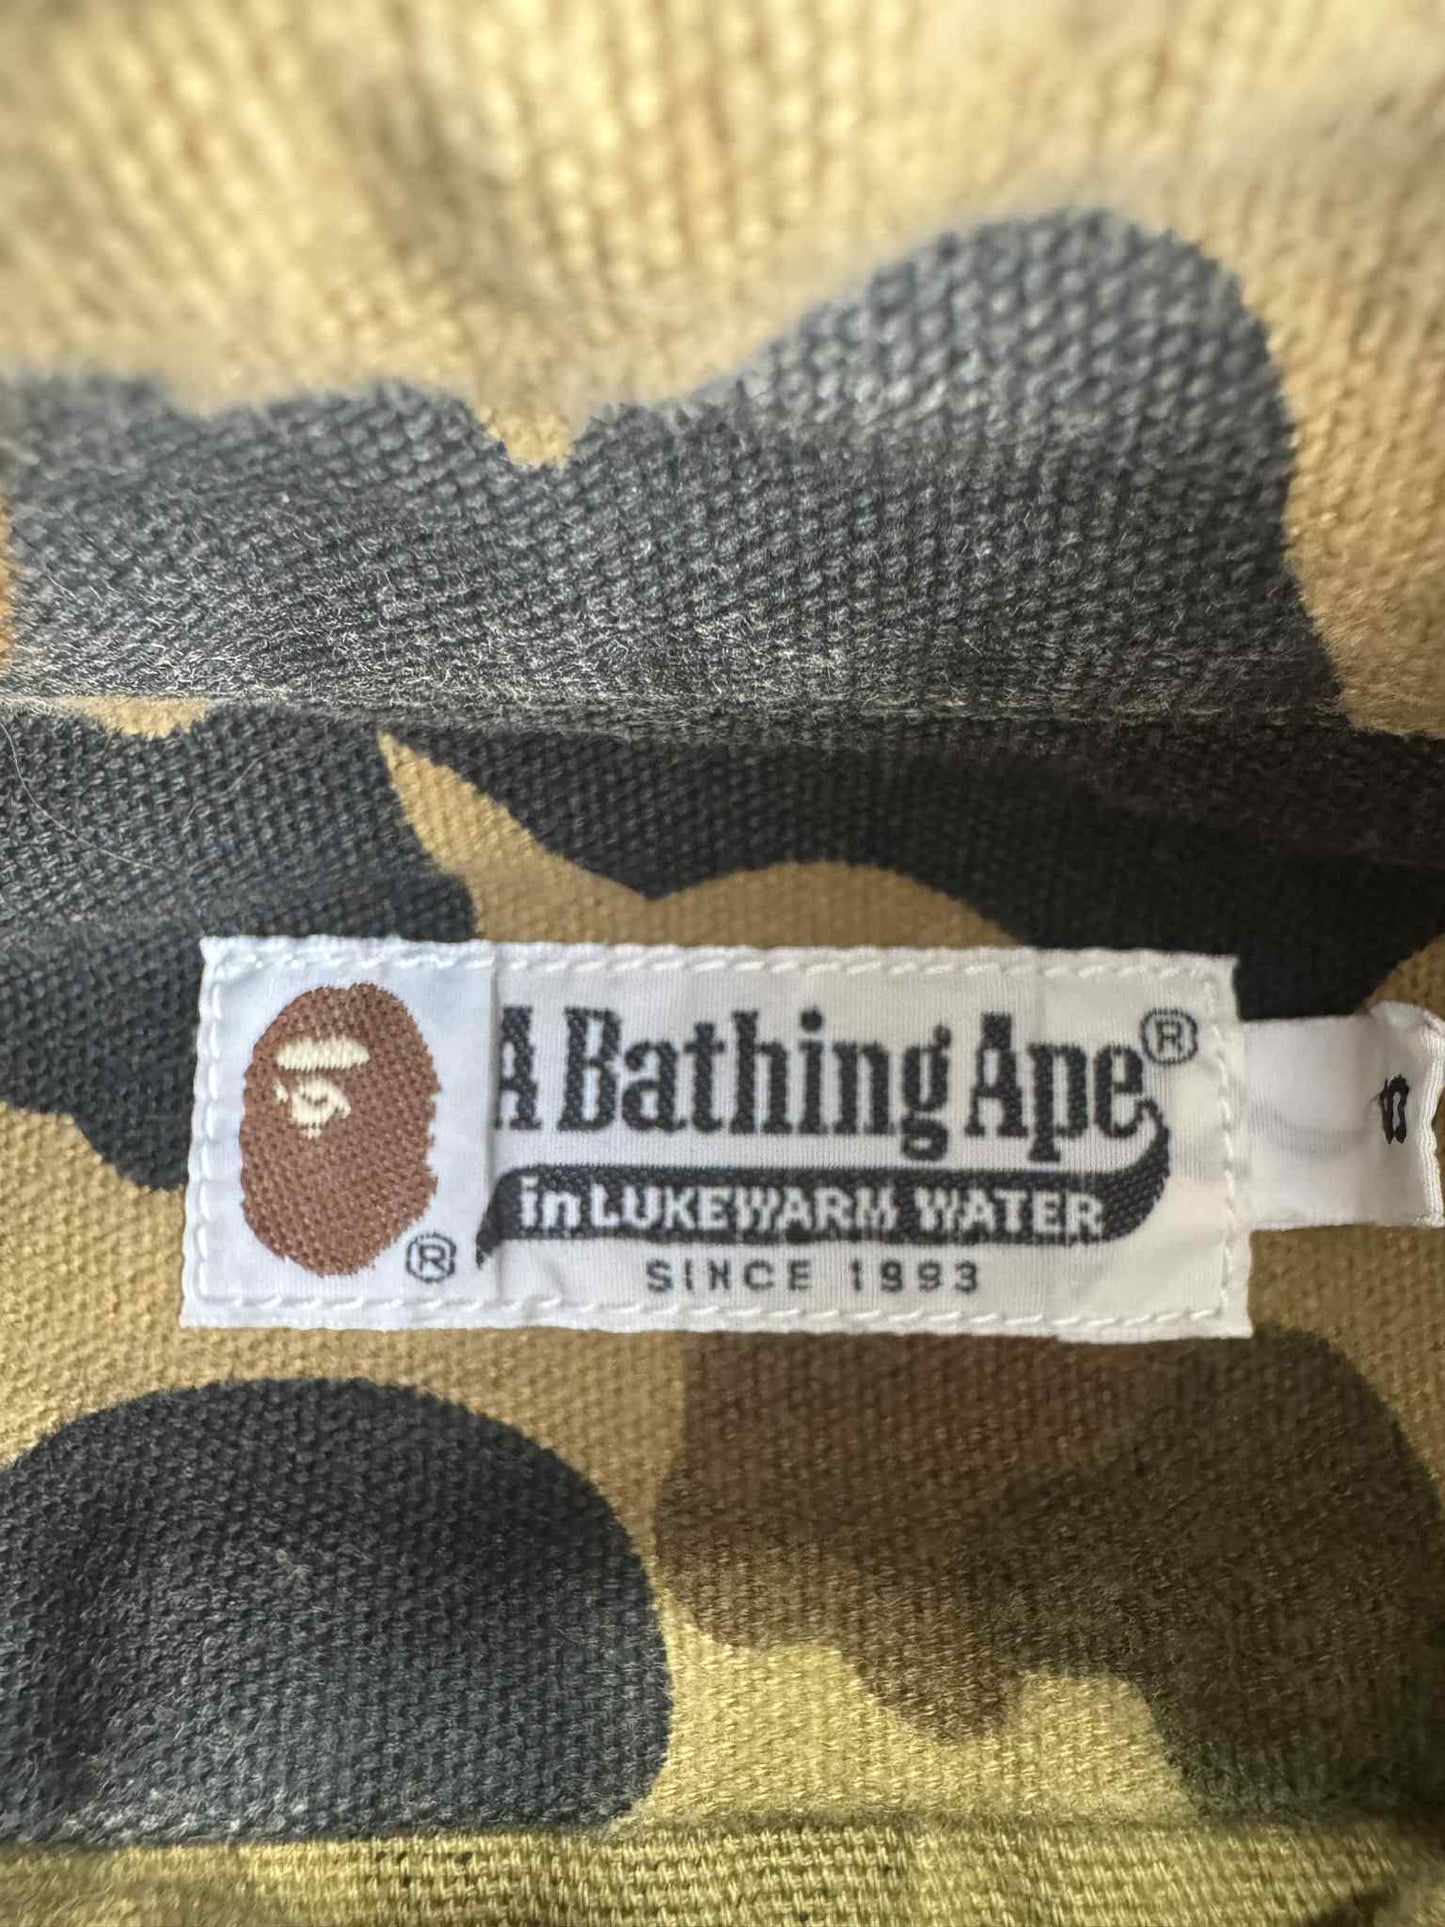 A Bathing Ape®
in LUKEWARM WATER
®
SINCE 1993